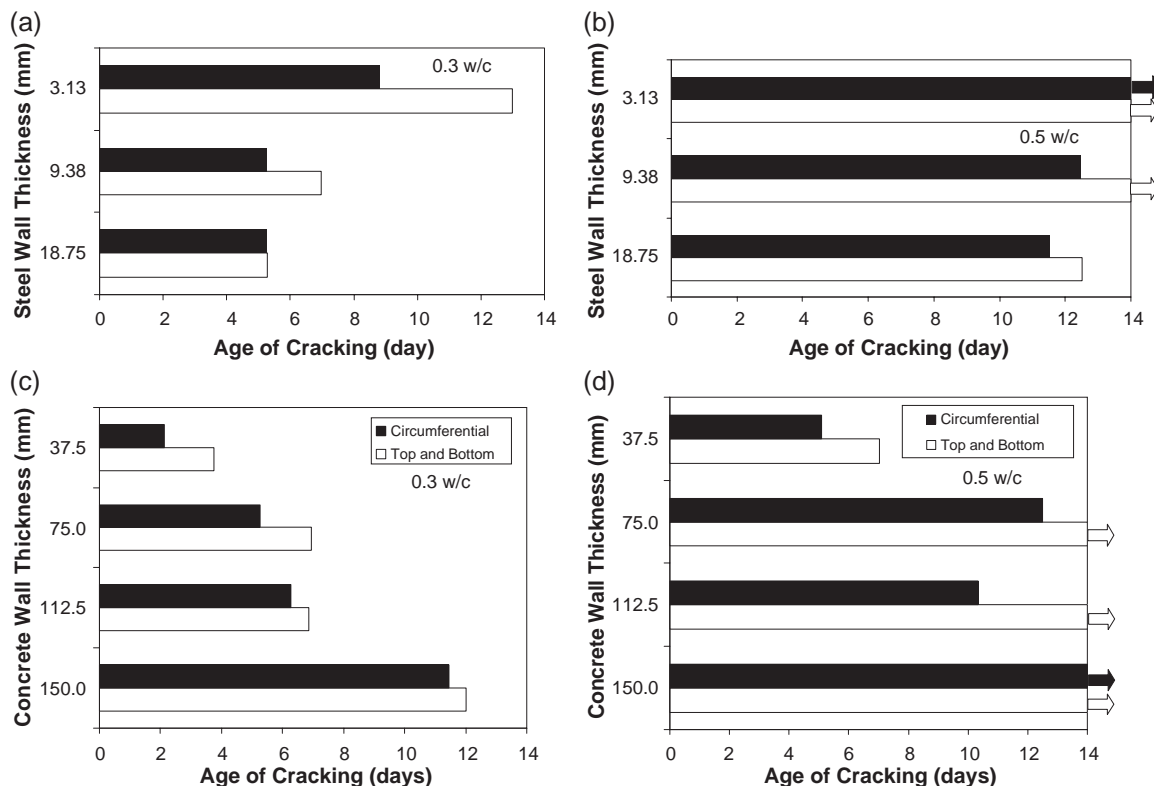 (a)
Steel Wall Thickness (mm)
0.3 w/c
3.13
9.38
18.75
0 2 4 6 8 10 12 14
Age of Cracking (day)
(b)
Steel Wall Thickness (mm)
3.13
0.5 w/c
9.38
18.75
0 2 4 6 8 10 12 14
Age of Cracking (day)
(c)
Concrete Wall Thickness (mm)
Circumferential
Top and Bottom
0.3 w/c
37.5
75.0
112.5
150.0
0 2 4 6 8 10 12 14
Age of Cracking (days)
(d)
Concrete Wall Thickness (mm)
Circumferential
Top and Bottom
0.5 w/c
37.5
75.0
112.5
150.0
0 2 4 6 8 10 12 14
Age of Cracking (days)